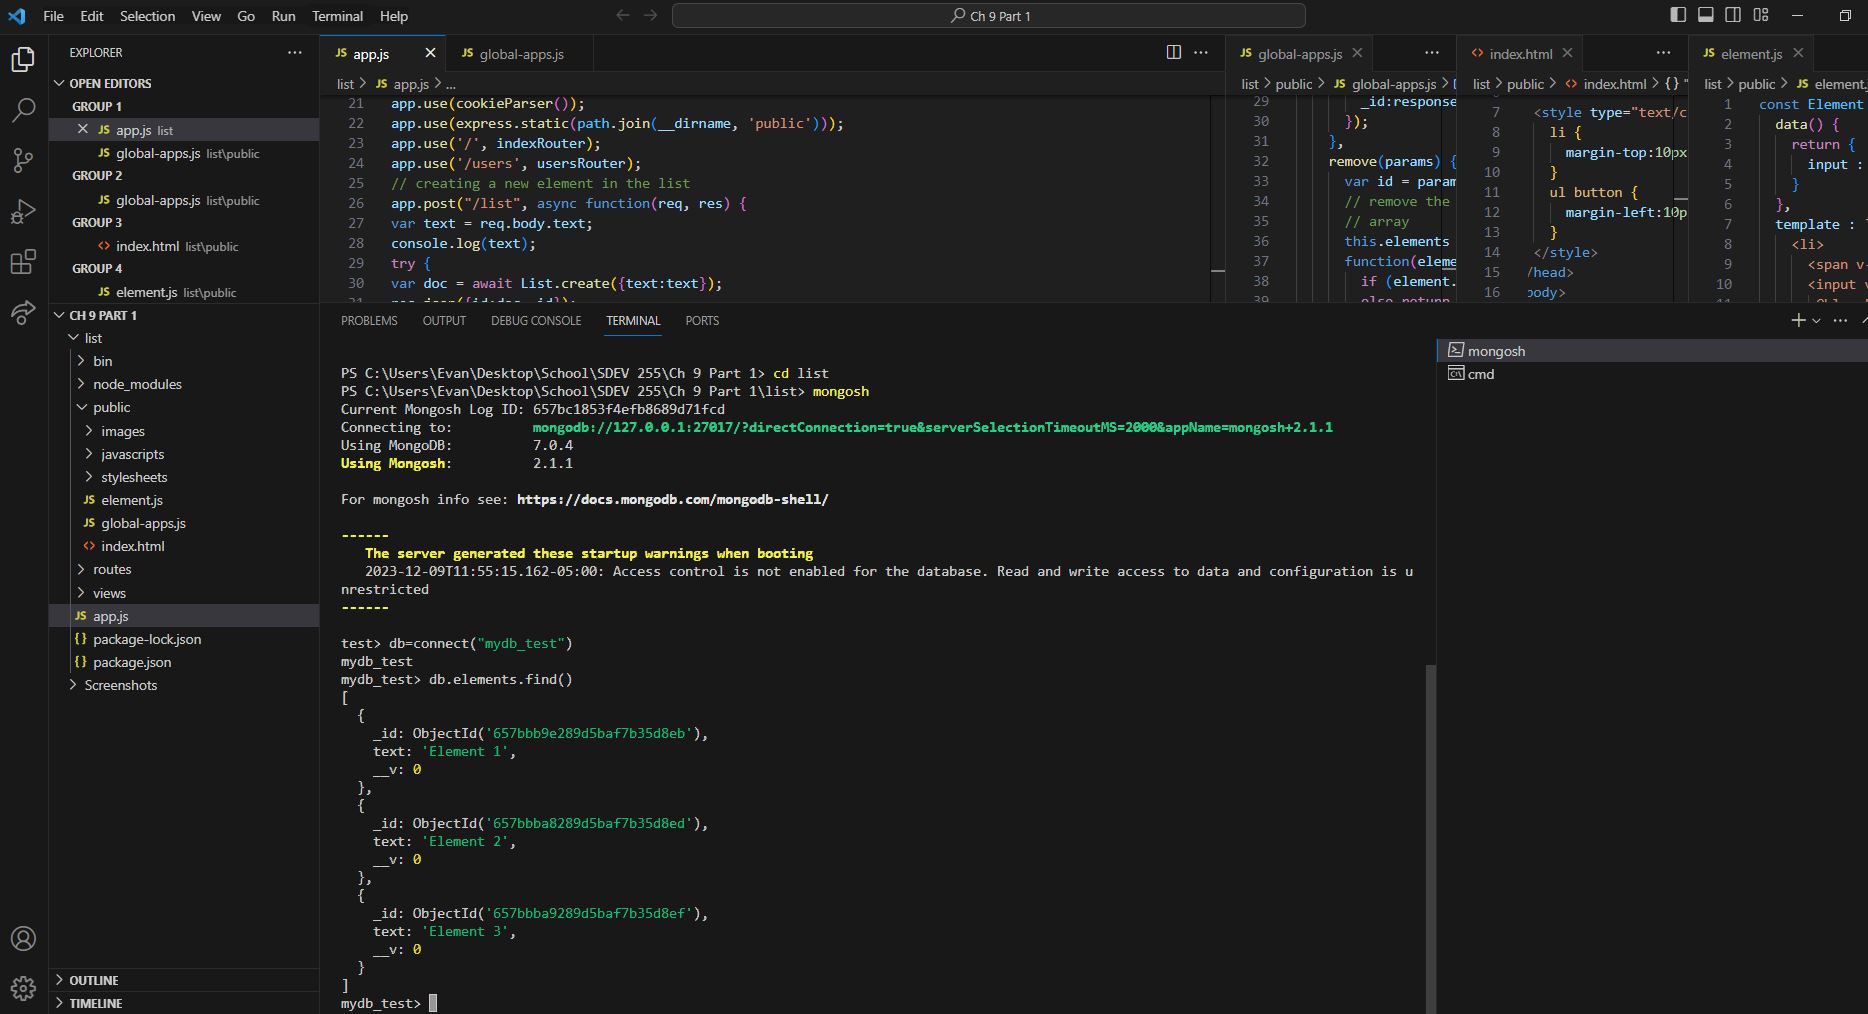 File Edit Selection View Go Run Terminal Help
Ch 9 Part 1
EXPLORER
OPEN EDITORS
GROUP 1
JS app.js list
JS global-apps.js list\public
GROUP 2
JS global-apps.js list\public
GROUP 3
index.html list\public
GROUP 4
JS element.js list\public
CH 9 PART 1
list
bin
node_modules
public
images
javascripts
stylesheets
JS element.js
JS global-apps.js
index.html
routes
views
JS app.js
{} package-lock.json
{} package.json
Screenshots
OUTLINE
TIMELINE
JS app.js
JS global-apps.js
list > JS app.js > ...
21 app.use(cookieParser());
22 app.use(express.static(path.join(__dirname, 'public')));
23 app.use('/', indexRouter);
24 app.use('/users', usersRouter);
25 // creating a new element in the list
26 app.post("/list", async function(req, res) {
27 var text = req.body.text;
28 console.log(text);
29 try {
30 var doc = await List.create({text:text});
JS global-apps.js
list > public > JS global-apps.js >
29 _id:response
30 });
31 },
32 remove(params) {
33 var id = param
34 // remove the
35 // array
36 this.elements
37 function(eleme
38 if (element.
39 else return
<> index.html
list > public > <> index.html > {} "
7 <style type="text/c
8 li {
9 margin-top:10px
10 }
11 ul button {
12 margin-left:10p
13 }
14 </style>
15 /head>
16 body>
JS element.js
list > public > JS element.
1 const Element
2 data() {
3 return {
4 input :
5 }
6 },
7 template : `
8 <li>
9 <span v-
10 <input v
PROBLEMS OUTPUT DEBUG CONSOLE TERMINAL PORTS
mongosh
cmd
PS C:\Users\Evan\Desktop\School\SDEV 255\Ch 9 Part 1> cd list
PS C:\Users\Evan\Desktop\School\SDEV 255\Ch 9 Part 1\list> mongosh
Current Mongosh Log ID: 657bc1853f4efb8689d71fcd
Connecting to: mongodb://127.0.0.1:27017/?directConnection=true&serverSelectionTimeoutMS=2000&appName=mongosh+2.1.1
Using MongoDB: 7.0.4
Using Mongosh: 2.1.1
For mongosh info see: https://docs.mongodb.com/mongodb-shell/
------
The server generated these startup warnings when booting
2023-12-09T11:55:15.162-05:00: Access control is not enabled for the database. Read and write access to data and configuration is u
nrestricted
------
test> db=connect("mydb_test")
mydb_test
mydb_test> db.elements.find()
[
{
_id: ObjectId('657bbb9e289d5baf7b35d8eb'),
text: 'Element 1',
__v: 0
},
{
_id: ObjectId('657bbba8289d5baf7b35d8ed'),
text: 'Element 2',
__v: 0
},
{
_id: ObjectId('657bbba9289d5baf7b35d8ef'),
text: 'Element 3',
__v: 0
}
]
mydb_test>